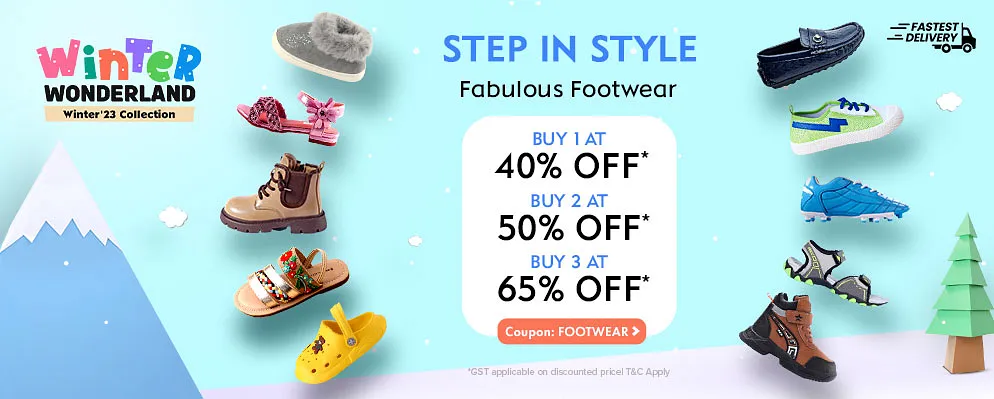 WinTeR
WONDERLAND
Winter'23 Collection
STEP IN STYLE
Fabulous Footwear
BUY 1 AT
40% OFF*
BUY 2 AT
50% OFF*
BUY 3 AT
65% OFF*
Coupon: FOOTWEAR >
*GST applicable on discounted price| T&C Apply
FASTEST
DELIVERY